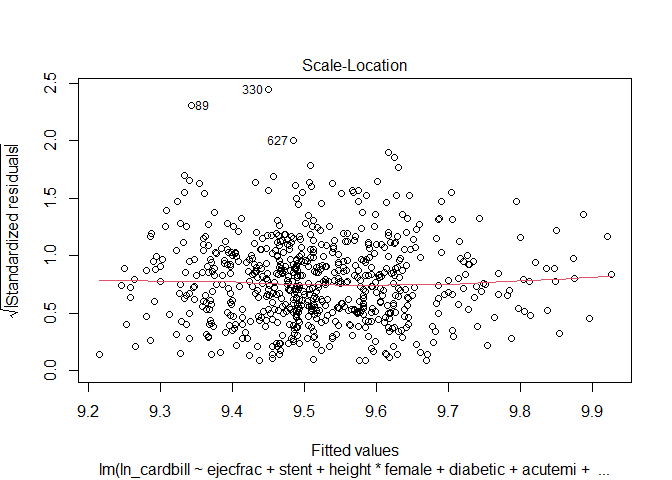 Scale-Location
√|Standardized residuals|
2.5
2.0
1.5
1.0
0.5
0.0
330
89
627
9.2 9.3 9.4 9.5 9.6 9.7 9.8 9.9
Fitted values
lm(ln_cardbill ~ ejecfrac + stent + height * female + diabetic + acutemi + ...